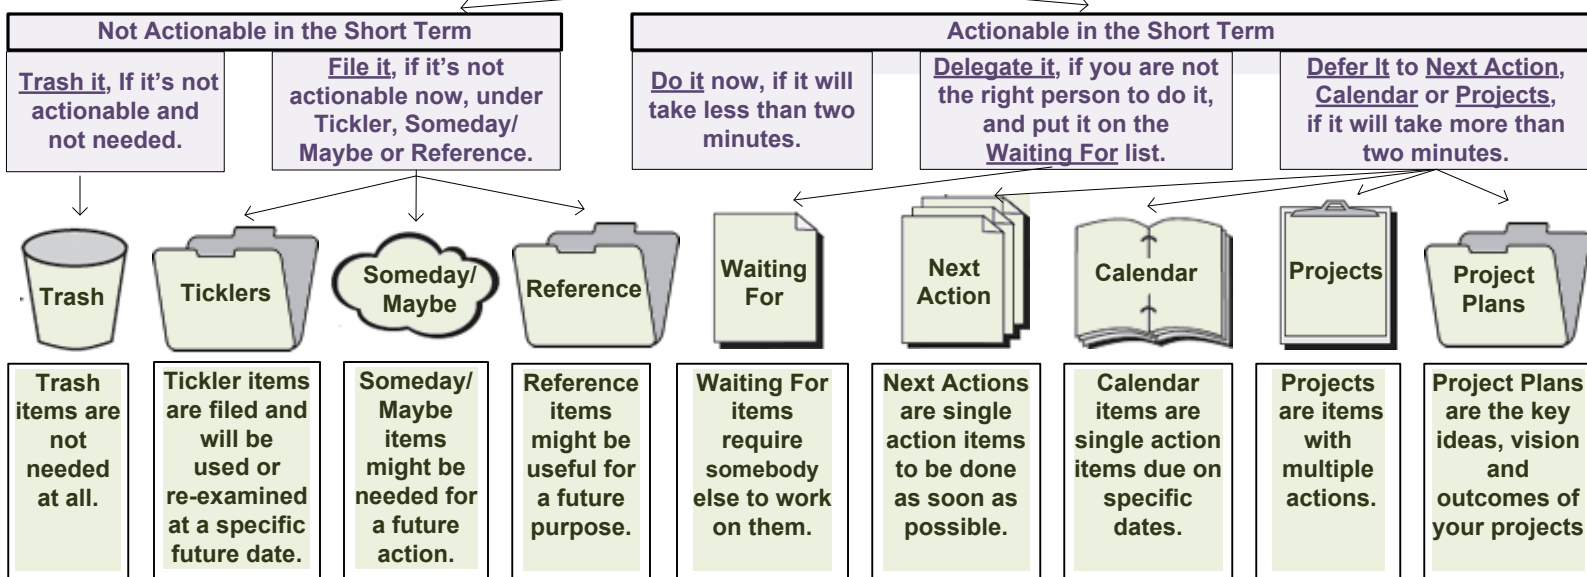 Not Actionable in the Short Term
Actionable in the Short Term
Trash it, If it's not
actionable and
not needed.
File it, if it's not
actionable now, under
Tickler, Someday/
Maybe or Reference.
Do it now, if it will
take less than two
minutes.
Delegate it, if you are not
the right person to do it,
and put it on the
Waiting For list.
Defer It to Next Action,
Calendar or Projects,
if it will take more than
two minutes.
Trash
Ticklers
Someday/
Maybe
Reference
Waiting
For
Next
Action
Calendar
Projects
Project
Plans
Trash
items are
not
needed
at all.
Tickler items
are filed and
will be
used or
re-examined
at a specific
future date.
Someday/
Maybe
items
might be
needed for
a future
action.
Reference
items
might be
useful for
a future
purpose.
Waiting For
items
require
somebody
else to work
on them.
Next Actions
are single
action items
to be done
as soon as
possible.
Calendar
items are
single action
items due on
specific
dates.
Projects
are items
with
multiple
actions.
Project Plans
are the key
ideas, vision
and
outcomes of
your projects